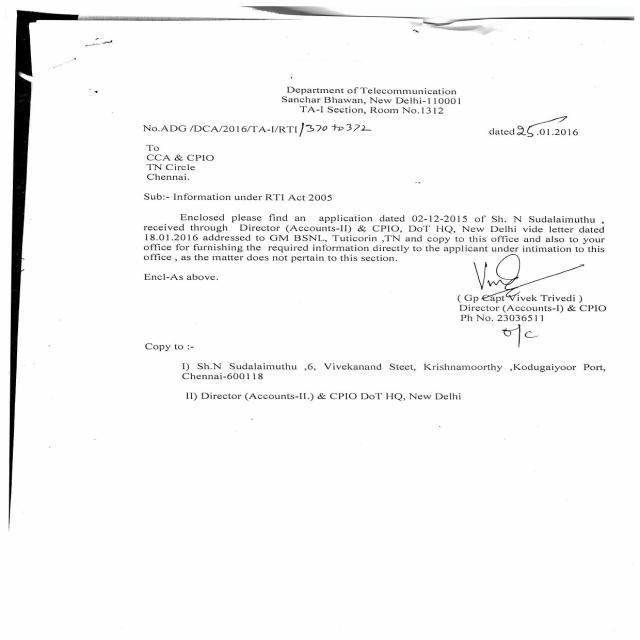 Department of Telecommunication
Sanchar Bhawan, New Delhi-110001
TA-I Section, Room No.1312
No.ADG /DCA/2016/TA-I/RTI/370 to 372 dated 25.01.2016
To
CCA & CPIO
TN Circle
Chennai.
Sub:- Information under RTI Act 2005
Enclosed please find an application dated 02-12-2015 of Sh. N Sudalaimuthu ,
received through Director (Accounts-II) & CPIO, DoT HQ, New Delhi vide letter dated
18.01.2016 addressed to GM BSNL, Tuticorin ,TN and copy to this office and also to your
office for furnishing the required information directly to the applicant under intimation to this
office , as the matter does not pertain to this section.
Encl-As above.
( Gp Capt Vivek Trivedi )
Director (Accounts-I) & CPIO
Ph No. 23036511
o/c
Copy to :-
I) Sh.N Sudalaimuthu ,6, Vivekanand Steet, Krishnamoorthy ,Kodugaiyoor Port,
Chennai-600118
II) Director (Accounts-II.) & CPIO DoT HQ, New Delhi